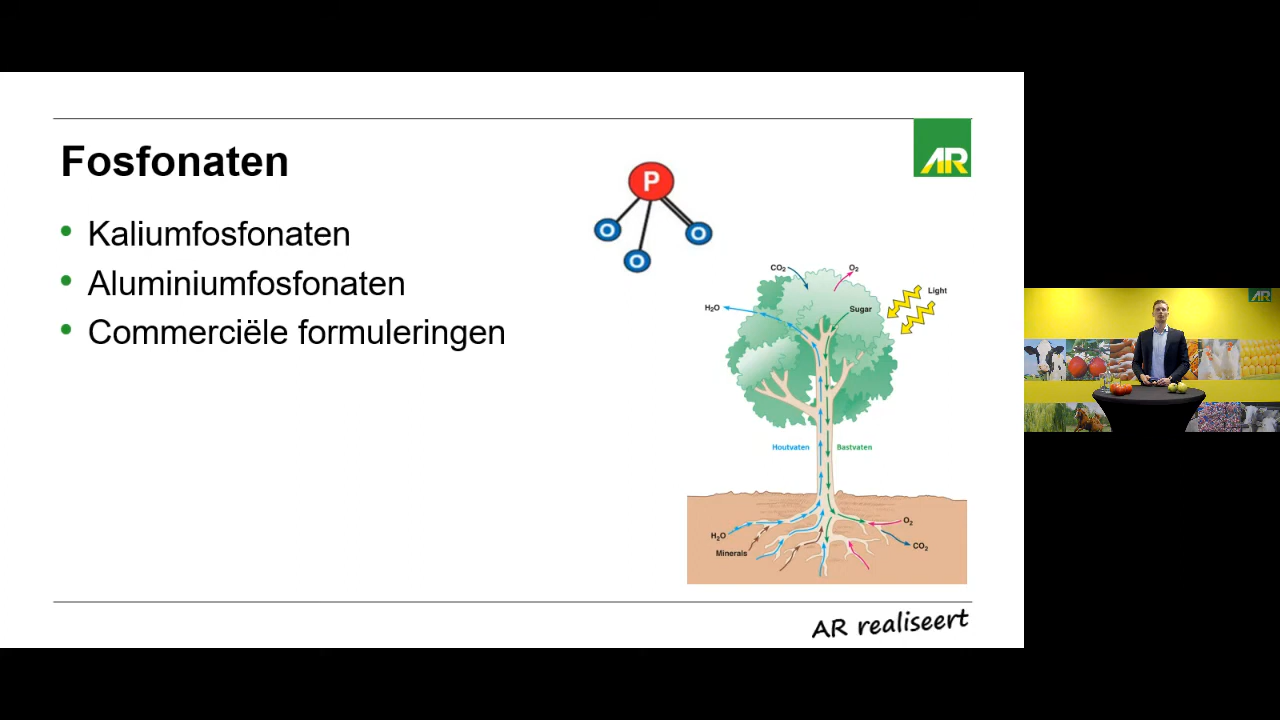 Fosfonaten
AR
• Kaliumfosfonaten
• Aluminiumfosfonaten
• Commerciële formuleringen
P
O
O
O
CO₂
O₂
Light
H₂O
Sugar
Houtvaten
Bastvaten
H₂O
Minerals
O₂
CO₂
AR realiseert
AR